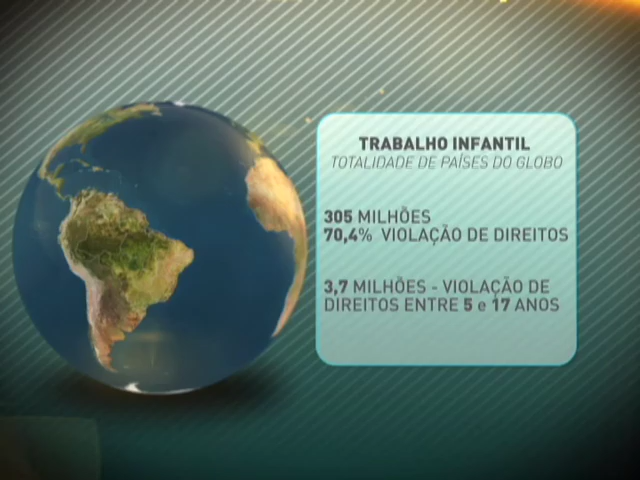 TRABALHO INFANTIL
TOTALIDADE DE PAÍSES DO GLOBO
305 MILHÕES
70,4% VIOLAÇÃO DE DIREITOS
3,7 MILHÕES - VIOLAÇÃO DE
DIREITOS ENTRE 5 e 17 ANOS